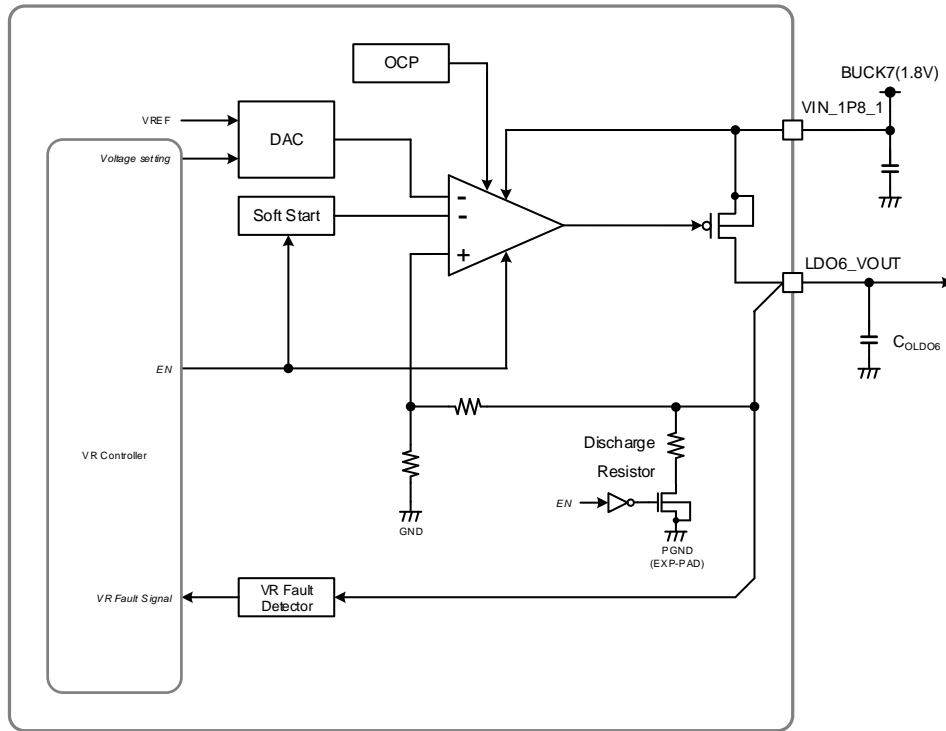 OCP
BUCK7(1.8V)
VIN_1P8_1
VREF
DAC
Voltage setting
Soft Start
-
-
+
LDO6_VOUT
COLDO6
EN
VR Controller
Discharge
Resistor
EN
GND
PGND
(EXP-PAD)
VR Fault Signal
VR Fault
Detector